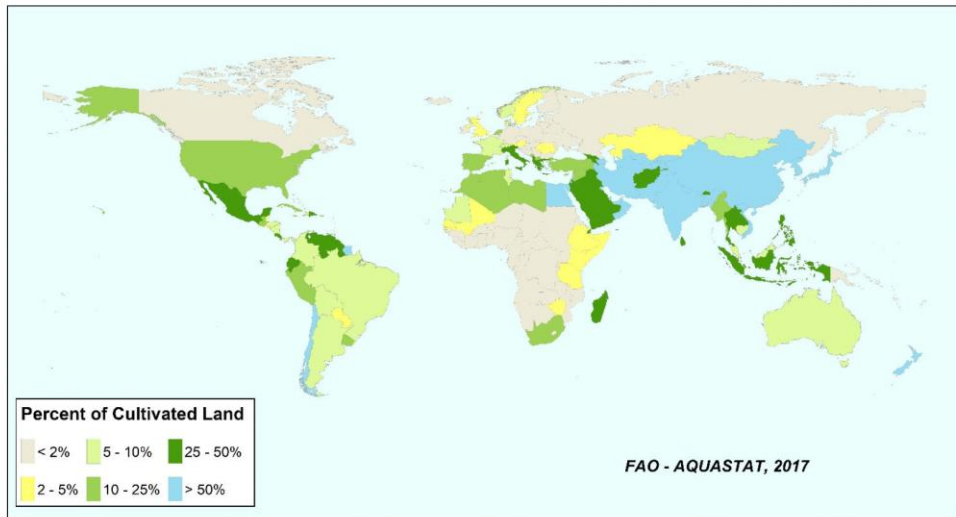 Percent of Cultivated Land
< 2%
5 - 10%
25 - 50%
2 - 5%
10 - 25%
> 50%
FAO - AQUASTAT, 2017